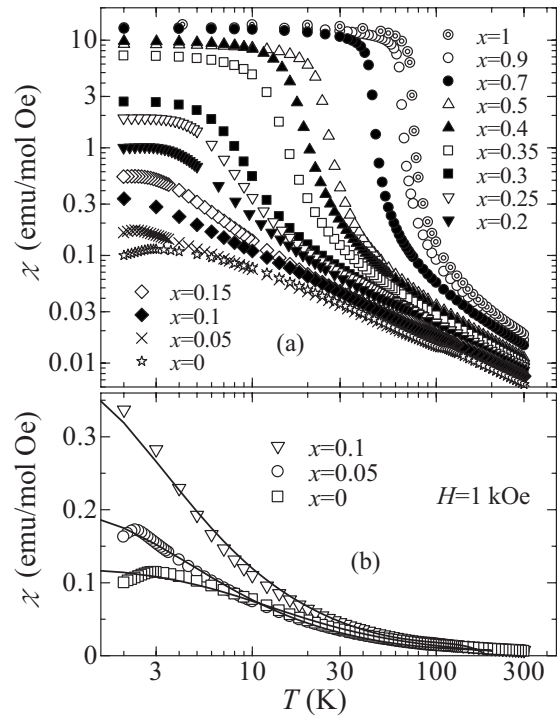 10
3
1
0.3
0.1
0.03
0.01
χ (emu/mol Oe)
x=1
x=0.9
x=0.7
x=0.5
x=0.4
x=0.35
x=0.3
x=0.25
x=0.2
x=0.15
x=0.1
x=0.05
x=0
(a)
0.3
0.2
0.1
0
χ (emu/mol Oe)
x=0.1
x=0.05
x=0
H=1 kOe
(b)
3 10 30 100 300
T (K)